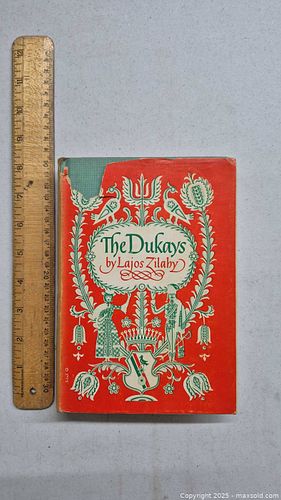 The Dukays
by Lajos Zilahy
Copyright 2025 - maxsold.com